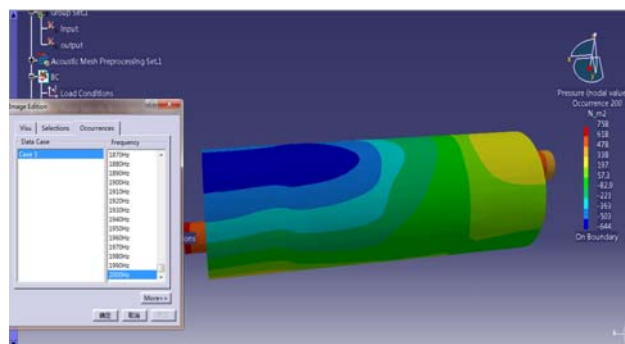 Group Set.1
Input
output
Acoustic Mesh Preprocessing Set.1
BC
Load Conditions
Image Edition
Visu
Selections
Occurrences
Data Case
Frequency
Case 1
1870Hz
1880Hz
1890Hz
1900Hz
1910Hz
1920Hz
1930Hz
1940Hz
1950Hz
1960Hz
1970Hz
1980Hz
1990Hz
2000Hz
More>>
确定
取消
ons
Pressure (nodal value
Occurrence 200
N_m2
758
618
478
338
197
57.3
-82.9
-223
-363
-503
-644
On Boundary